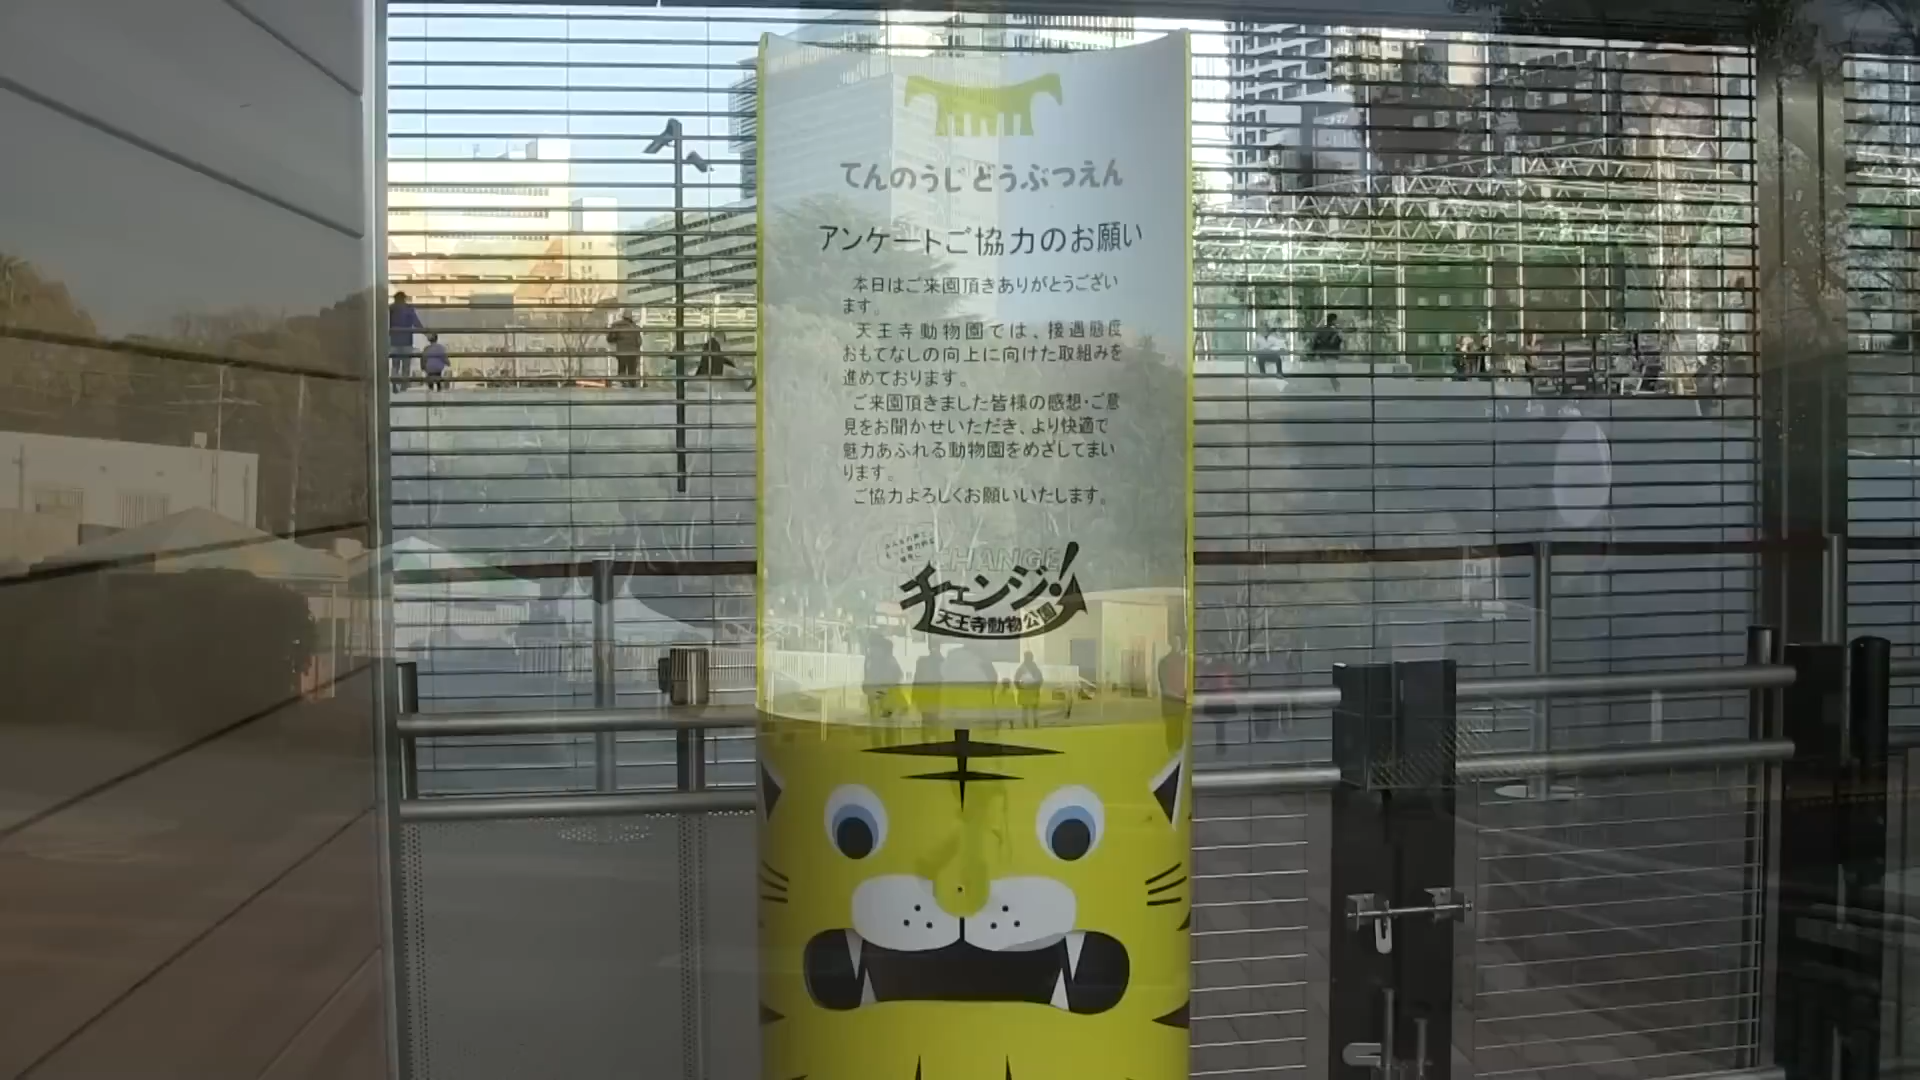 てんのうじどうぶつえん
アンケートご協力のお願い
本日はご来園頂きありがとうござい
ます。
天王寺動物園では、接遇態度
おもてなしの向上に向けた取組みを
進めております。
ご来園頂きました皆様の感想・ご意
見をお聞かせいただき、より快適で
魅力あふれる動物園をめざしてまい
ります。
ご協力よろしくお願いいたします。
CHANGE
チェンジ!
天王寺動物公園